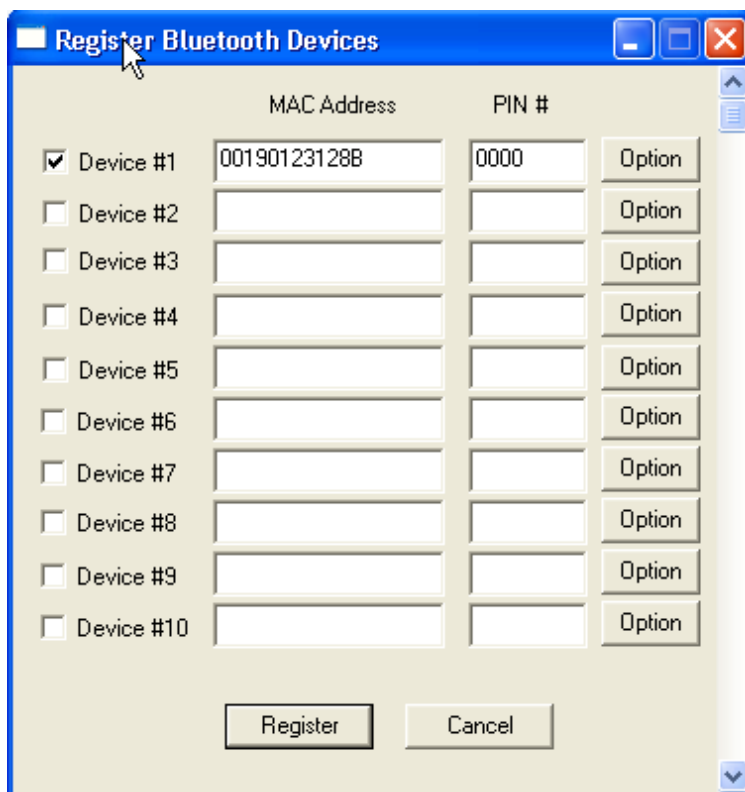 Register Bluetooth Devices
MAC Address PIN #
Device #1 00190123128B 0000 Option
Device #2 Option
Device #3 Option
Device #4 Option
Device #5 Option
Device #6 Option
Device #7 Option
Device #8 Option
Device #9 Option
Device #10 Option
Register Cancel